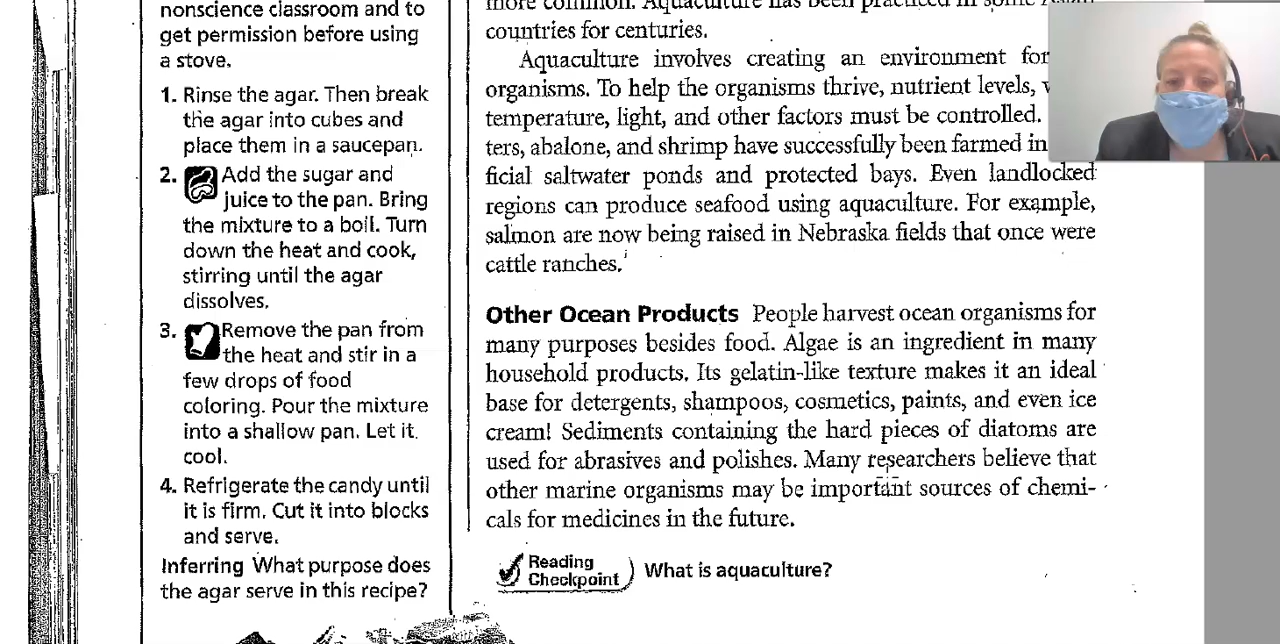 nonscience classroom and to
get permission before using
a stove.
1. Rinse the agar. Then break
the agar into cubes and
place them in a saucepan.
2. Add the sugar and
juice to the pan. Bring
the mixture to a boil. Turn
down the heat and cook,
stirring until the agar
dissolves.
3. Remove the pan from
the heat and stir in a
few drops of food
coloring. Pour the mixture
into a shallow pan. Let it
cool.
4. Refrigerate the candy until
it is firm. Cut it into blocks
and serve.
Inferring What purpose does
the agar serve in this recipe?
more common. Aquaculture has been practiced in some Asian
countries for centuries.
Aquaculture involves creating an environment for
organisms. To help the organisms thrive, nutrient levels,
temperature, light, and other factors must be controlled.
ters, abalone, and shrimp have successfully been farmed in
ficial saltwater ponds and protected bays. Even landlocked
regions can produce seafood using aquaculture. For example,
salmon are now being raised in Nebraska fields that once were
cattle ranches.
Other Ocean Products People harvest ocean organisms for
many purposes besides food. Algae is an ingredient in many
household products. Its gelatin-like texture makes it an ideal
base for detergents, shampoos, cosmetics, paints, and even ice
cream! Sediments containing the hard pieces of diatoms are
used for abrasives and polishes. Many researchers believe that
other marine organisms may be important sources of chemi-
cals for medicines in the future.
Reading
Checkpoint What is aquaculture?